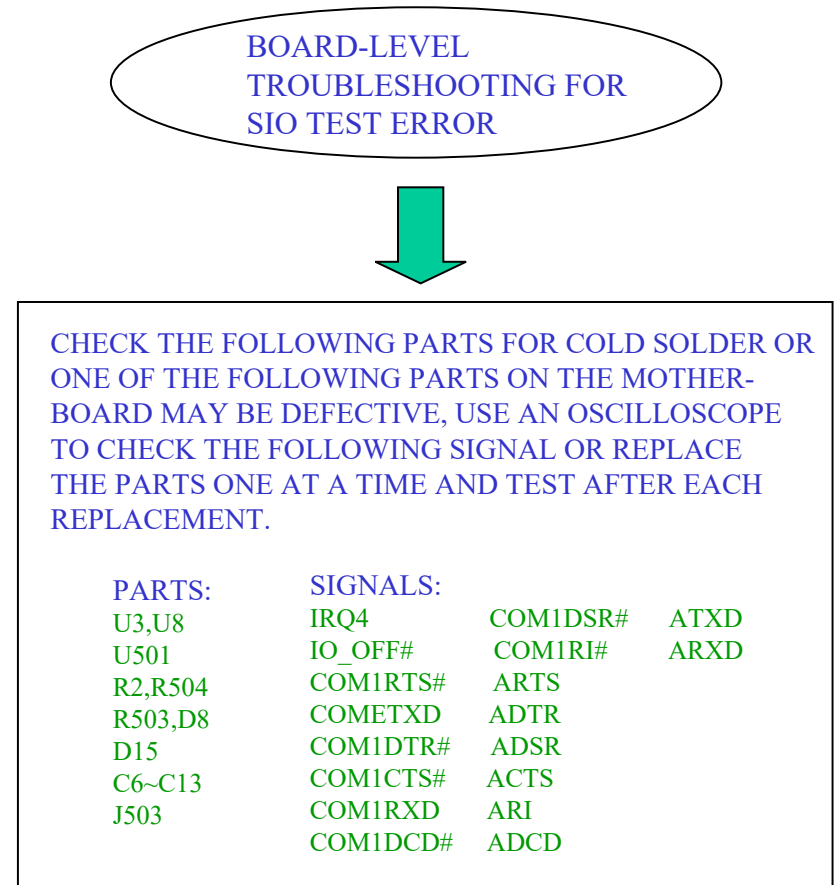 BOARD-LEVEL
TROUBLESHOOTING FOR
SIO TEST ERROR
CHECK THE FOLLOWING PARTS FOR COLD SOLDER OR
ONE OF THE FOLLOWING PARTS ON THE MOTHER-
BOARD MAY BE DEFECTIVE, USE AN OSCILLOSCOPE
TO CHECK THE FOLLOWING SIGNAL OR REPLACE
THE PARTS ONE AT A TIME AND TEST AFTER EACH
REPLACEMENT.
PARTS:
U3,U8
U501
R2,R504
R503,D8
D15
C6~C13
J503
SIGNALS:
IRQ4 COM1DSR# ATXD
IO_OFF# COM1RI# ARXD
COM1RTS# ARTS
COMETXD ADTR
COM1DTR# ADSR
COM1CTS# ACTS
COM1RXD ARI
COM1DCD# ADCD